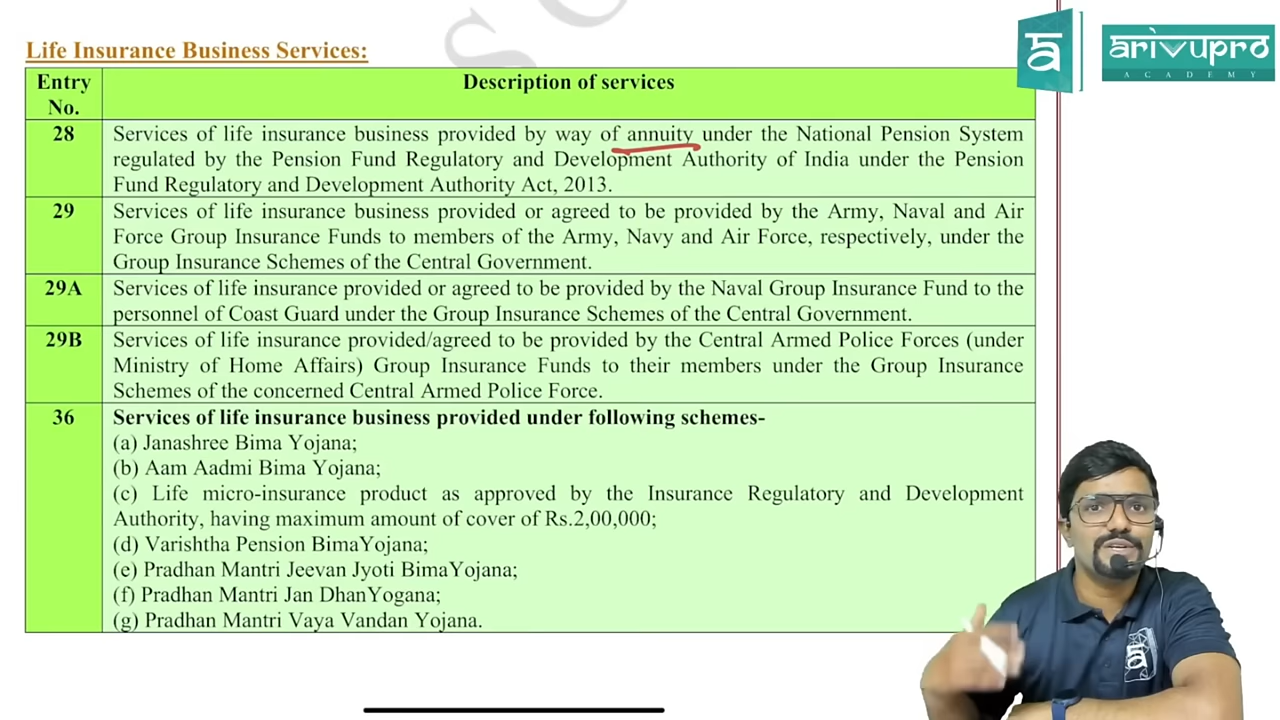 Life Insurance Business Services:
Entry No. Description of services
28 Services of life insurance business provided by way of annuity under the National Pension System
regulated by the Pension Fund Regulatory and Development Authority of India under the Pension
Fund Regulatory and Development Authority Act, 2013.
29 Services of life insurance business provided or agreed to be provided by the Army, Naval and Air
Force Group Insurance Funds to members of the Army, Navy and Air Force, respectively, under the
Group Insurance Schemes of the Central Government.
29A Services of life insurance provided or agreed to be provided by the Naval Group Insurance Fund to the
personnel of Coast Guard under the Group Insurance Schemes of the Central Government.
29B Services of life insurance provided/agreed to be provided by the Central Armed Police Forces (under
Ministry of Home Affairs) Group Insurance Funds to their members under the Group Insurance
Schemes of the concerned Central Armed Police Force.
36 Services of life insurance business provided under following schemes-
(a) Janashree Bima Yojana;
(b) Aam Aadmi Bima Yojana;
(c) Life micro-insurance product as approved by the Insurance Regulatory and Development
Authority, having maximum amount of cover of Rs.2,00,000;
(d) Varishtha Pension BimaYojana;
(e) Pradhan Mantri Jeevan Jyoti BimaYojana;
(f) Pradhan Mantri Jan DhanYogana;
(g) Pradhan Mantri Vaya Vandan Yojana.
arivupro
ACADEMY